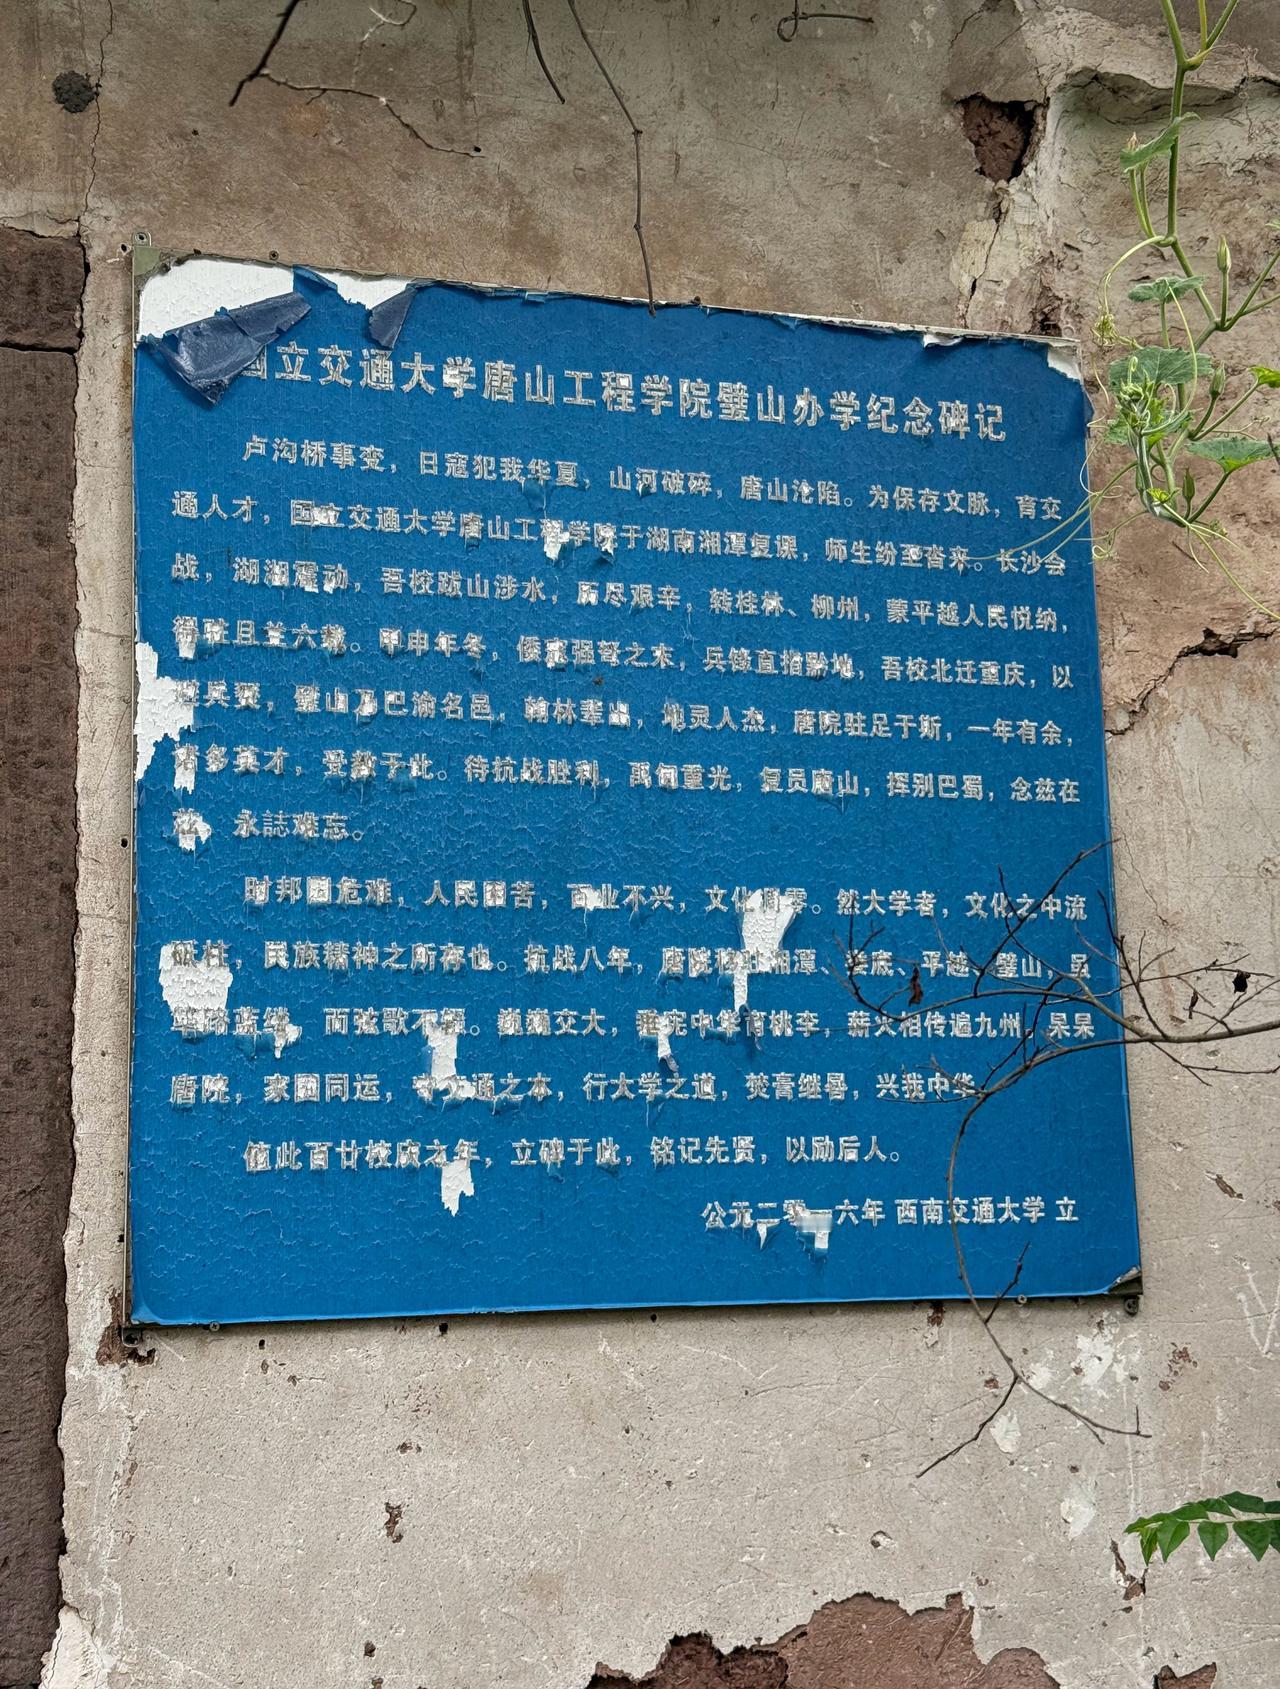 国立交通大学唐山工程学院璧山办学纪念碑记
卢沟桥事变，日寇犯我华夏，山河破碎，唐山沦陷。为保存文脉，育交
通人才，国立交通大学唐山工程学院于湖南湘潭复课，师生纷至沓来。长沙会
战，湖湘震动，吾校跋山涉水，历尽艰辛，转桂林、柳州，蒙平越人民悦纳，
得驻且兰六载。甲申年冬，倭寇强弩之末，兵锋直指黔地，吾校北迁重庆，以
避兵燹，璧山乃巴渝名邑，翰林辈出，地灵人杰，唐院驻足于斯，一年有余，
诸多英才，受教于此。待抗战胜利，禹甸重光，复员唐山，挥别巴蜀，念兹在
兹，永誌难忘。
时邦国危难，人民困苦，百业不兴，文化凋零。然大学者，文化之中流
砥柱，民族精神之所存也。抗战八年，唐院移驻湘潭、娄底、平越、璧山，虽
筚路蓝缕，而弦歌不辍。巍巍交大，垂宪中华育桃李，薪火相传遍九州。杲杲
唐院，家国同运，守交通之本，行大学之道，焚膏继晷，兴我中华。
值此百廿校庆之年，立碑于此，铭记先贤，以励后人。
公元二零一六年 西南交通大学 立